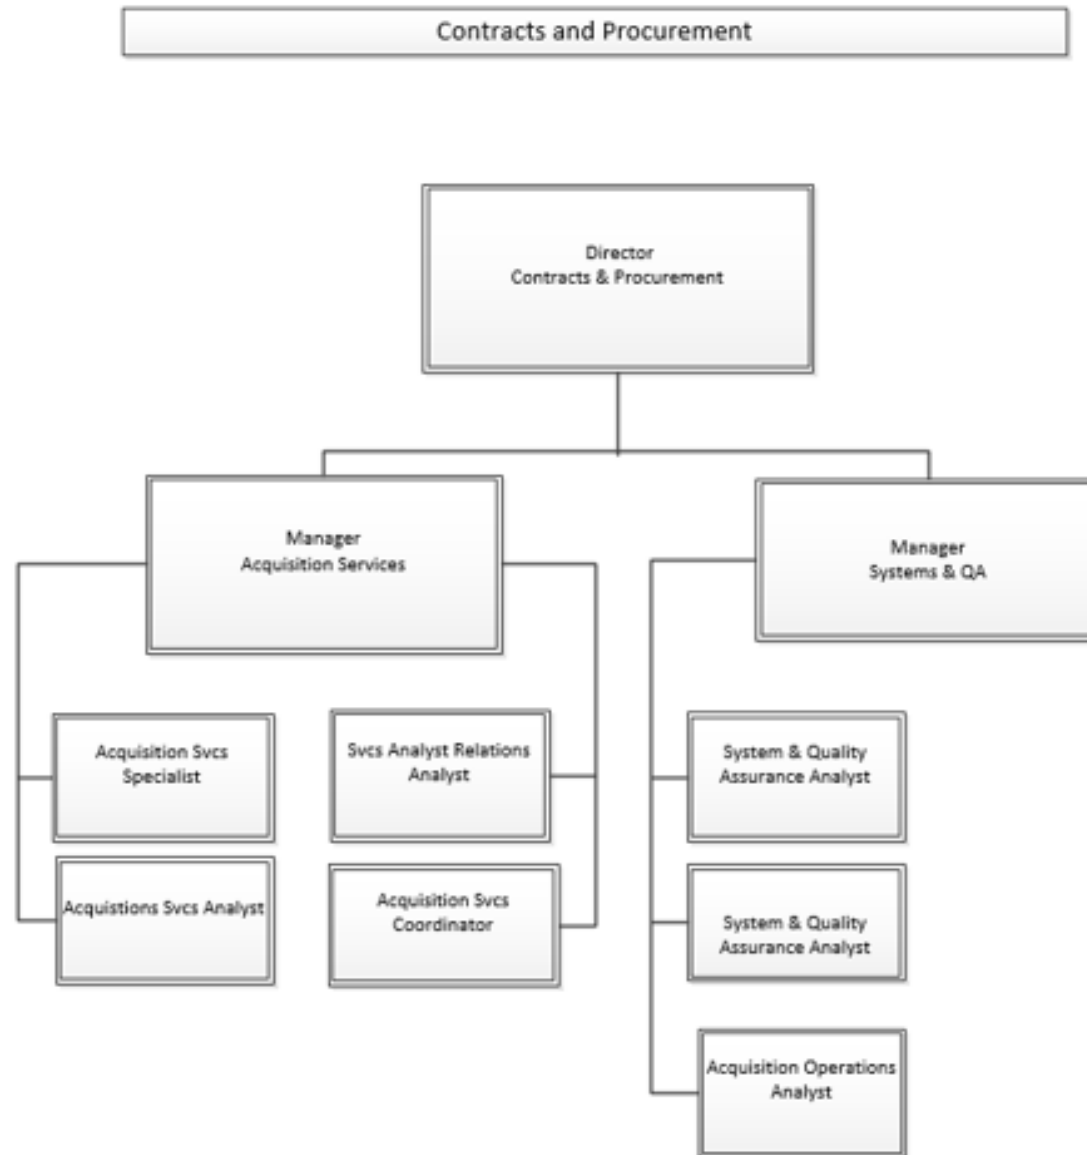 Contracts and Procurement
Director
Contracts & Procurement
Manager
Acquisition Services
Manager
Systems & QA
Acquisition Svcs
Specialist
Svcs Analyst Relations
Analyst
System & Quality
Assurance Analyst
Acquistions Svcs Analyst
Acquisition Svcs
Coordinator
System & Quality
Assurance Analyst
Acquisition Operations
Analyst